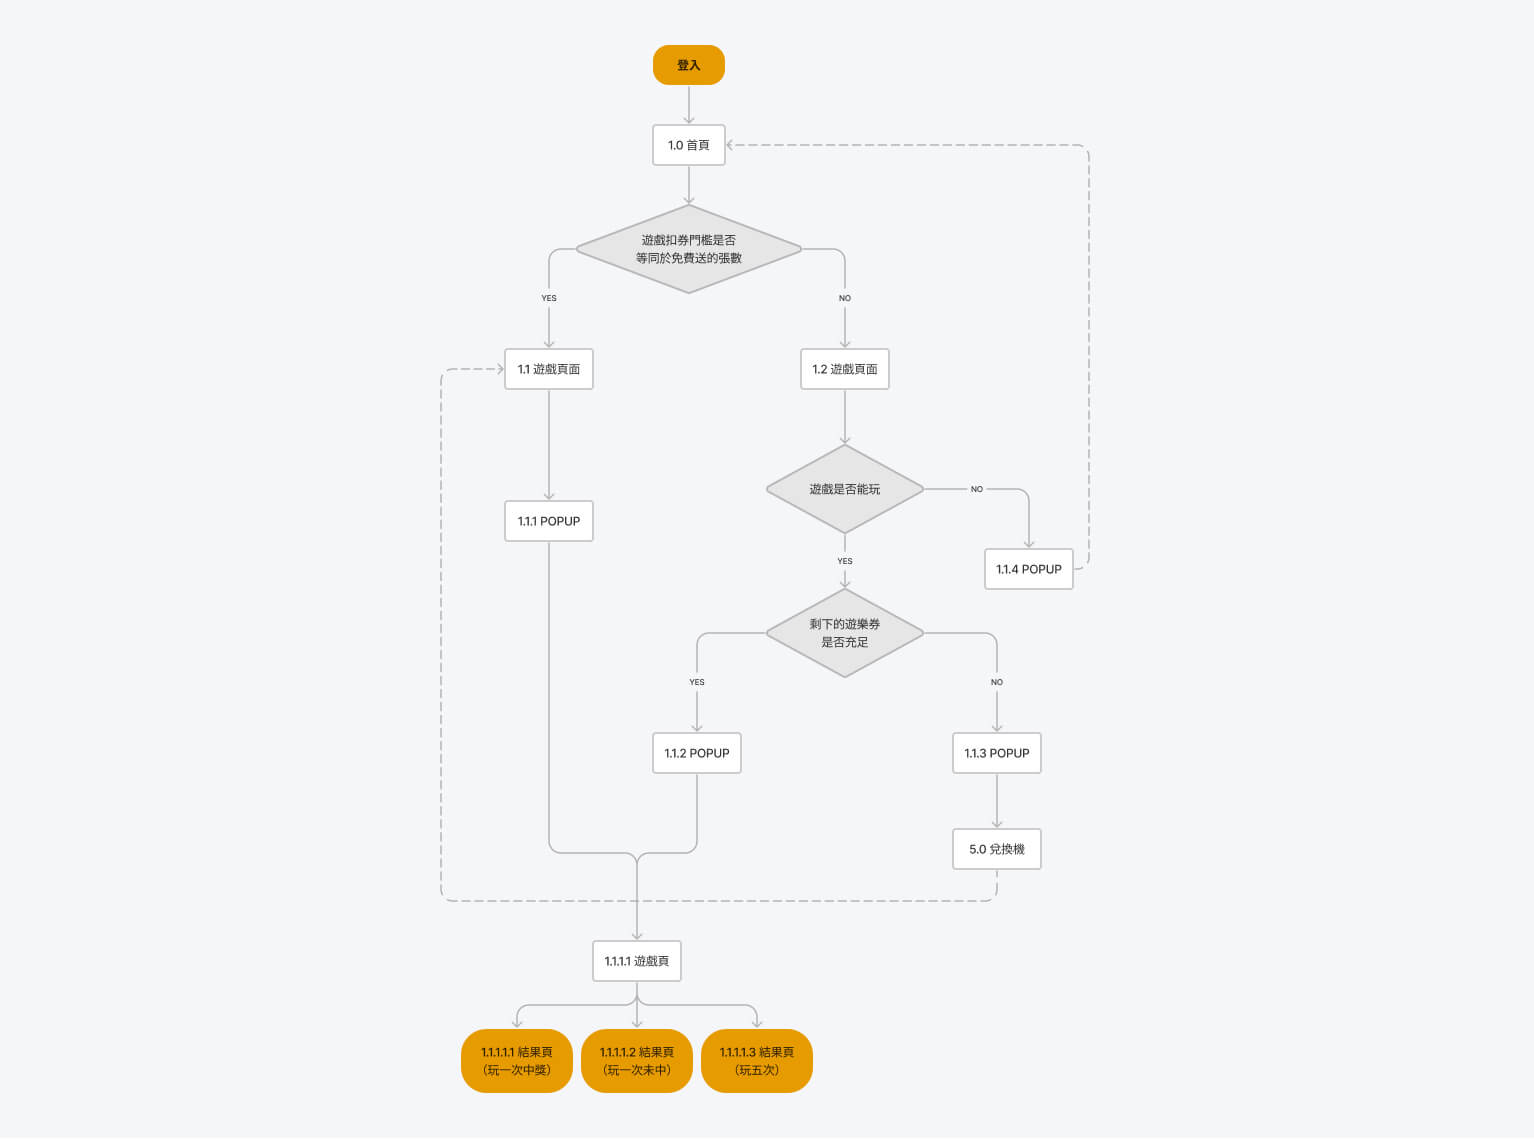 登入
1.0 首頁
遊戲扣券門檻是否
等同於免費送的張數
YES
NO
1.1 遊戲頁面
1.2 遊戲頁面
遊戲是否能玩
NO
1.1.1 POPUP
YES
1.1.4 POPUP
剩下的遊樂券
是否充足
YES
NO
1.1.2 POPUP
1.1.3 POPUP
5.0 兌換機
1.1.1.1 遊戲頁
1.1.1.1.1 結果頁
（玩一次中獎）
1.1.1.1.2 結果頁
（玩一次未中）
1.1.1.1.3 結果頁
（玩五次）